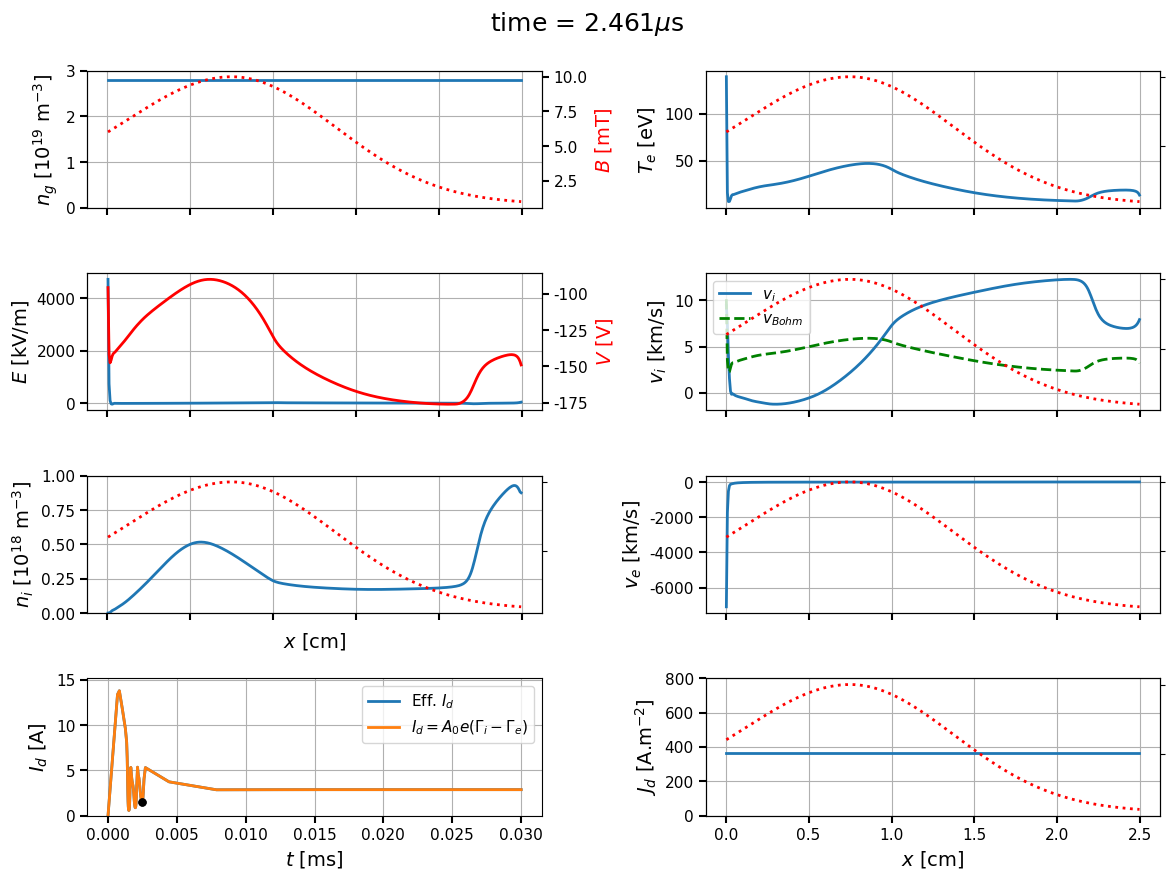 time = 2.461μs
n_g [10^19 m^−3]
3
2
1
0
10.0
7.5
5.0
2.5
B [mT]
T_e [eV]
100
50
E [kV/m]
4000
2000
0
-100
-125
-150
-175
V [V]
v_i [km/s]
10
5
0
v_i
v_Bohm
n_i [10^18 m^−3]
1.00
0.75
0.50
0.25
0.00
x [cm]
v_e [km/s]
0
-2000
-4000
-6000
I_d [A]
15
10
5
0
Eff. I_d
I_d = A_0e(Γ_i − Γ_e)
0.000 0.005 0.010 0.015 0.020 0.025 0.030
t [ms]
J_d [A.m^−2]
800
600
400
200
0
0.0 0.5 1.0 1.5 2.0 2.5
x [cm]